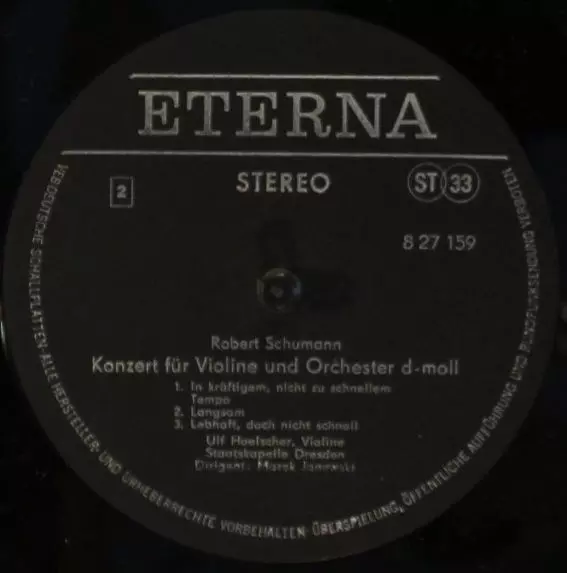 ETERNA
2
STEREO
ST 33
8 27 159
Robert Schumann
Konzert für Violine und Orchester d-moll
1. In kräftigem, nicht zu schnellem
Tempo
2. Langsam
3. Lebhaft, doch nicht schnell
Ulf Hoelscher, Violine
Staatskapelle Dresden
Dirigent: Marek Janowski
VEB DEUTSCHE SCHALLPLATTEN · ALLE HERSTELLER- UND URHEBERRECHTE VORBEHALTEN · ÜBERSPIELUNG, ÖFFENTLICHE AUFFÜHRUNG UND RUNDFUNKSENDUNG VERBOTEN